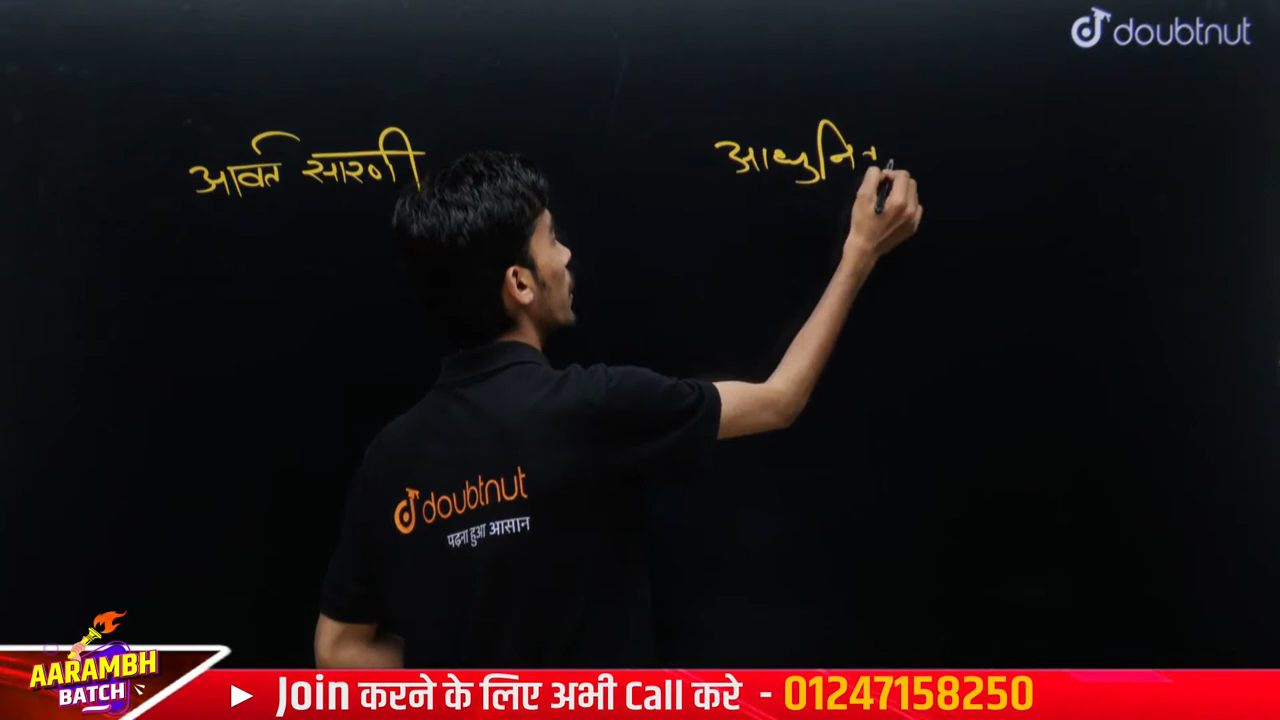 doubtnut
आवर्त सारणी
आधुनि
doubtnut
पढ़ना हुआ आसान
AARAMBH
BATCH
Join करने के लिए अभी Call करे - 01247158250